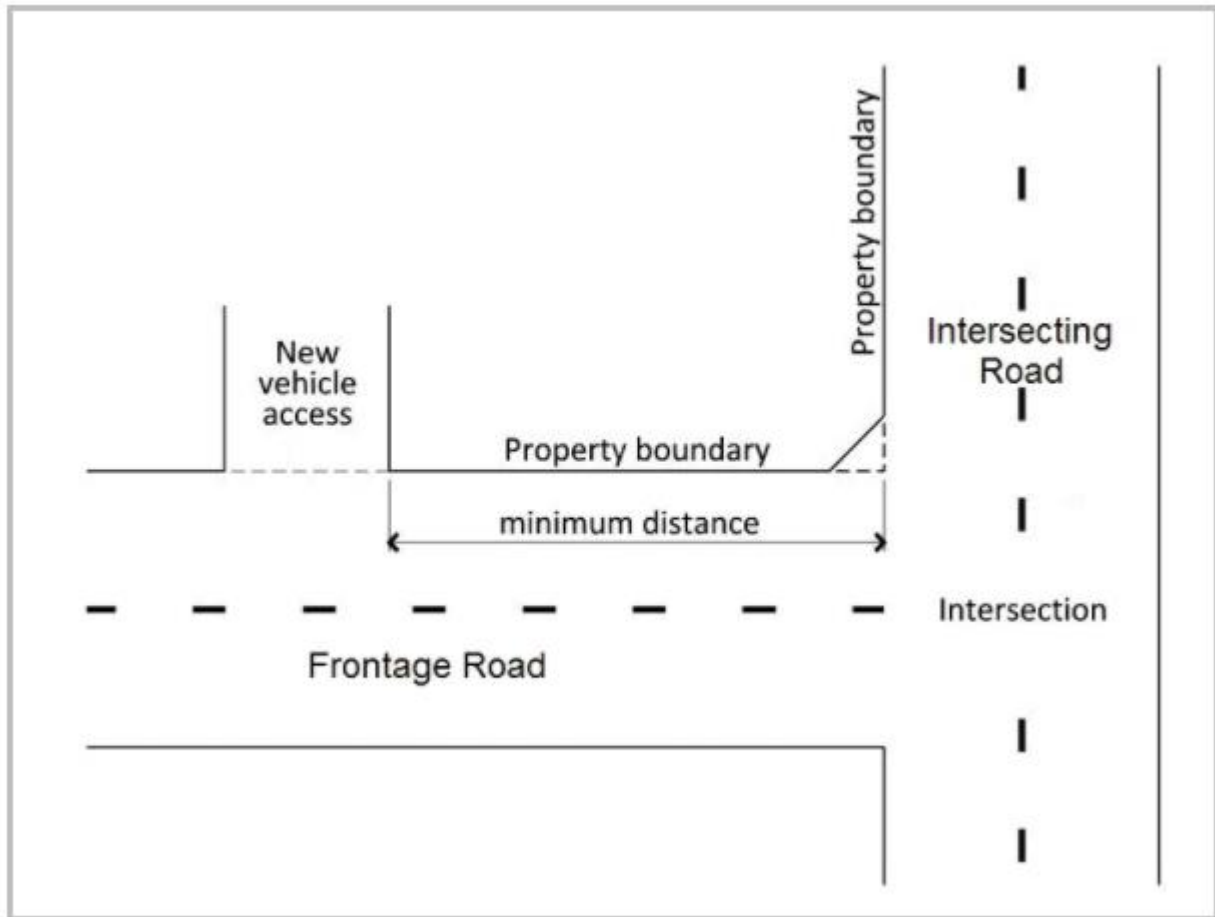 Property boundary
Intersecting
Road
New
vehicle
access
Property boundary
minimum distance
Intersection
Frontage Road